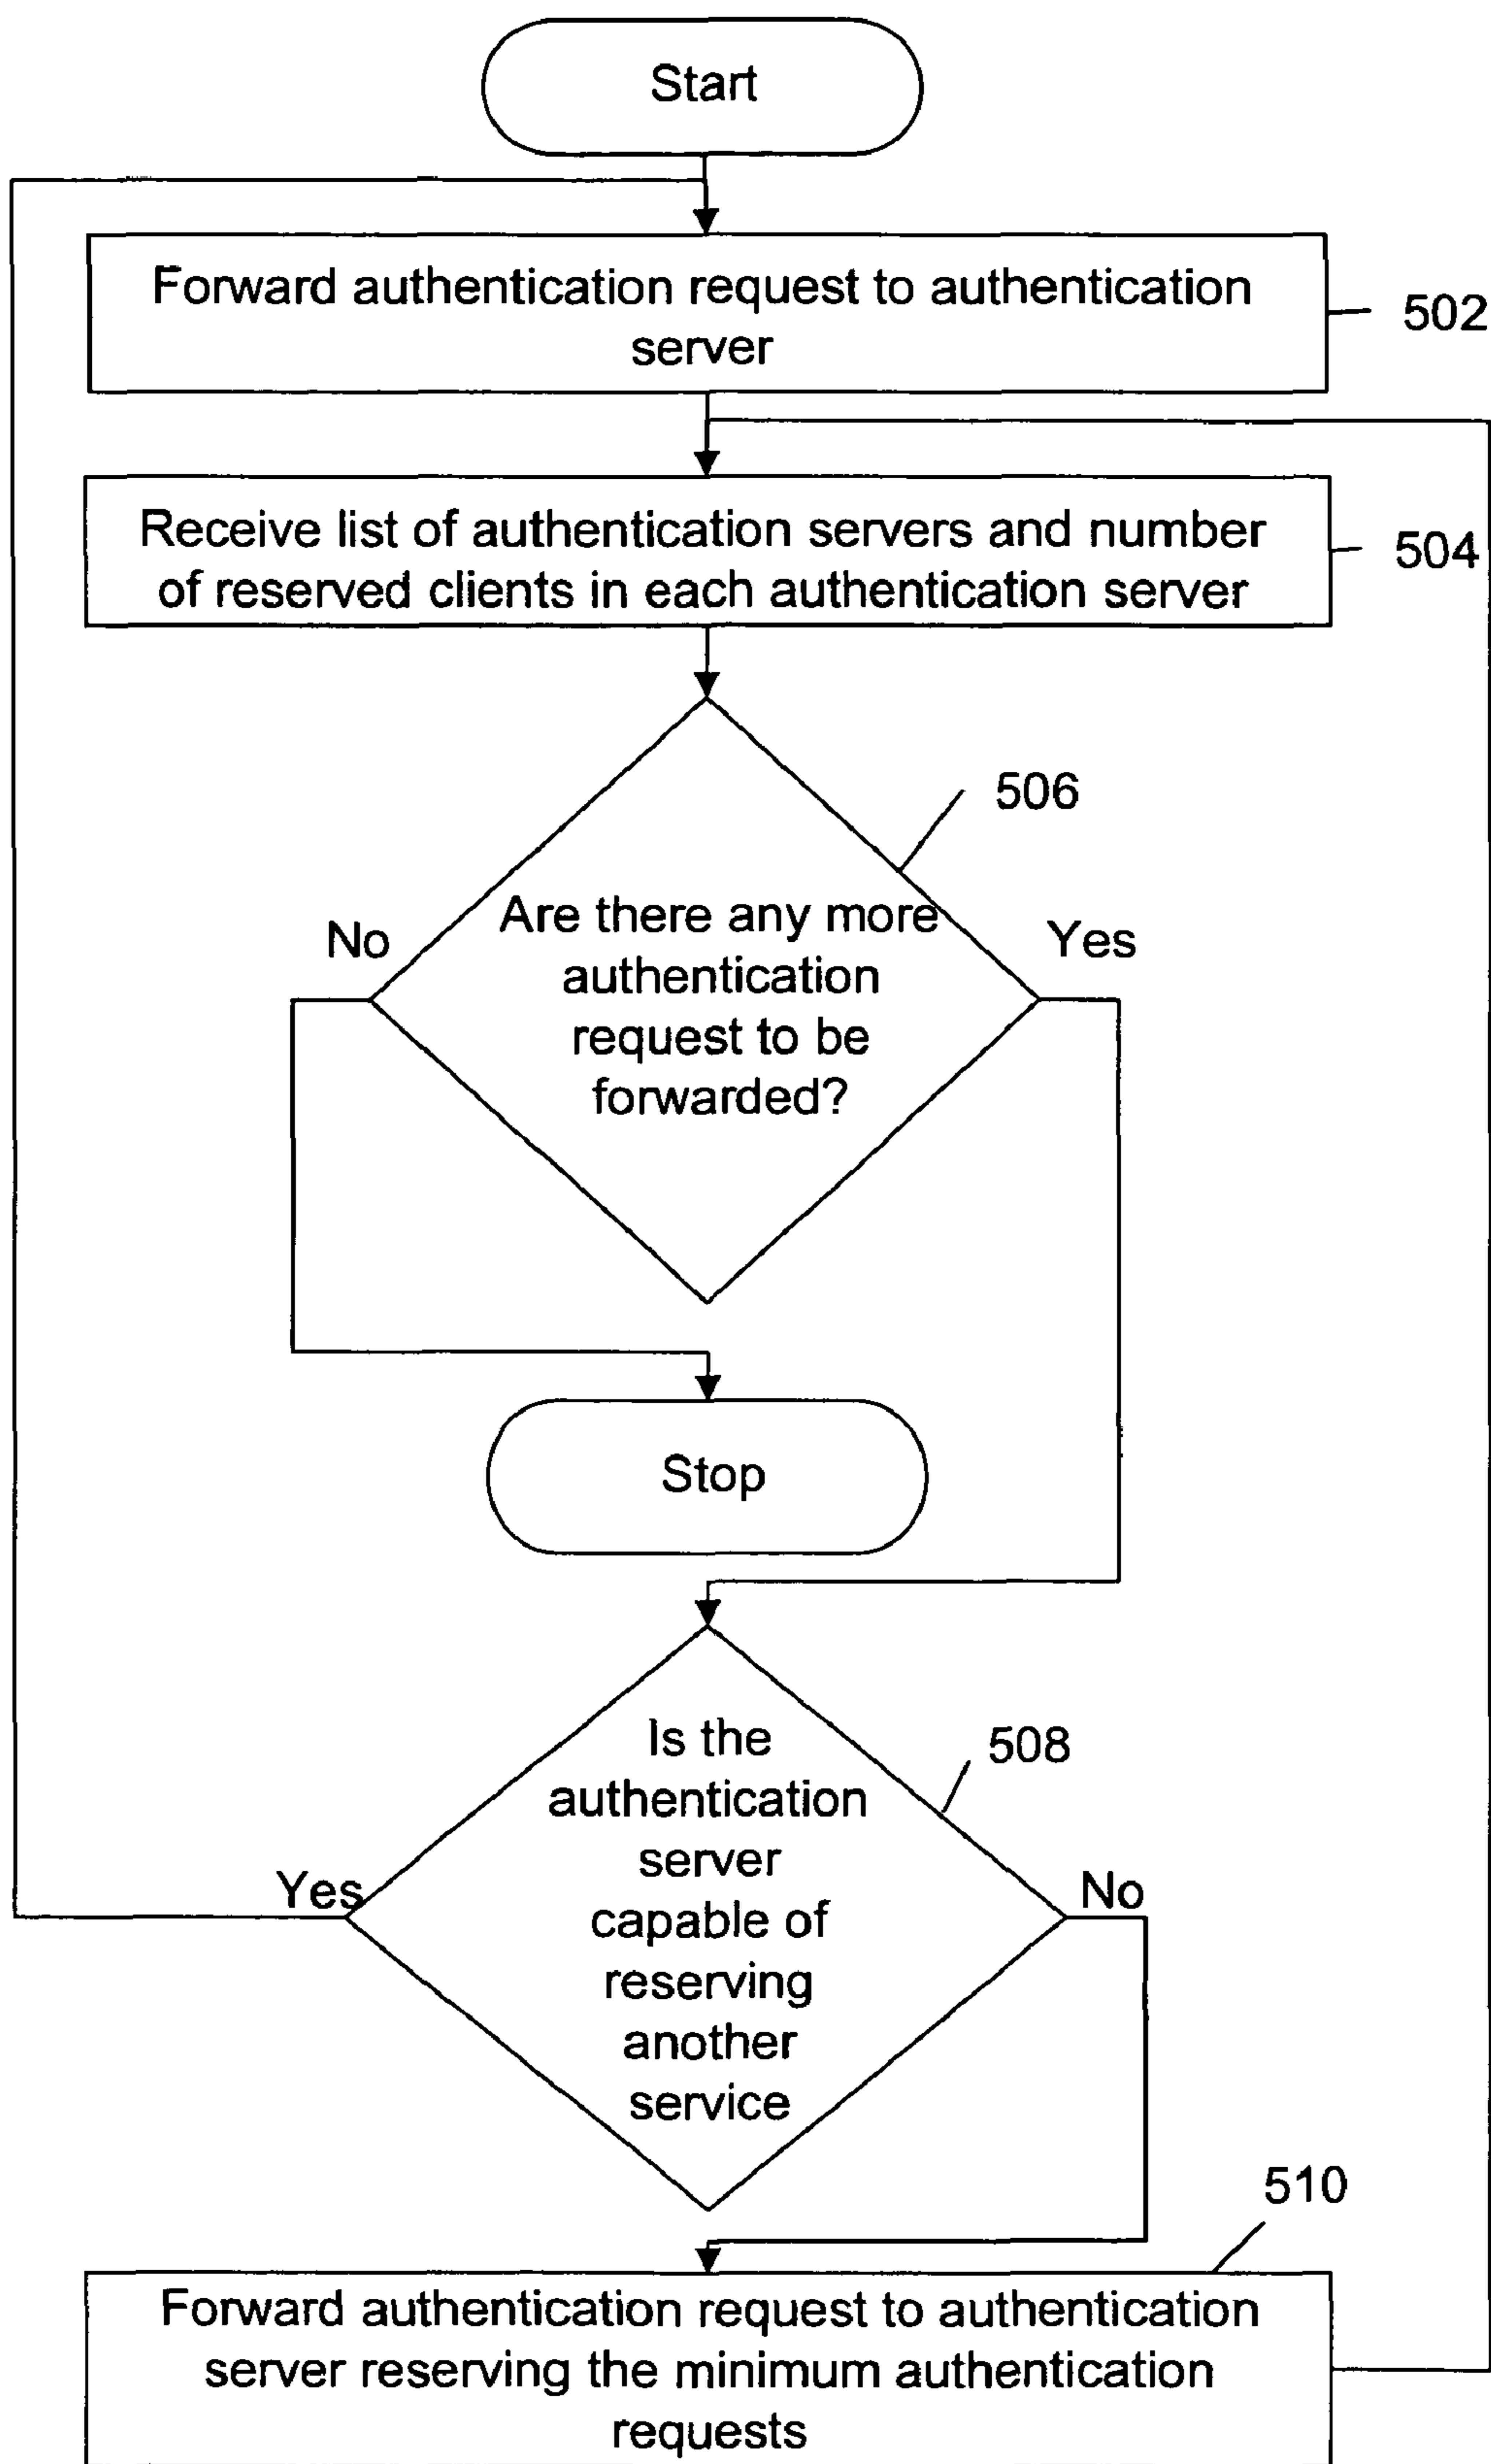 Start
Forward authentication request to authentication
server
502
Receive list of authentication servers and number
of reserved clients in each authentication server
504
506
No
Are there any more
authentication
request to be
forwarded?
Yes
Stop
Is the
authentication
server
capable of
reserving
another
service
508
Yes
No
510
Forward authentication request to authentication
server reserving the minimum authentication
requests